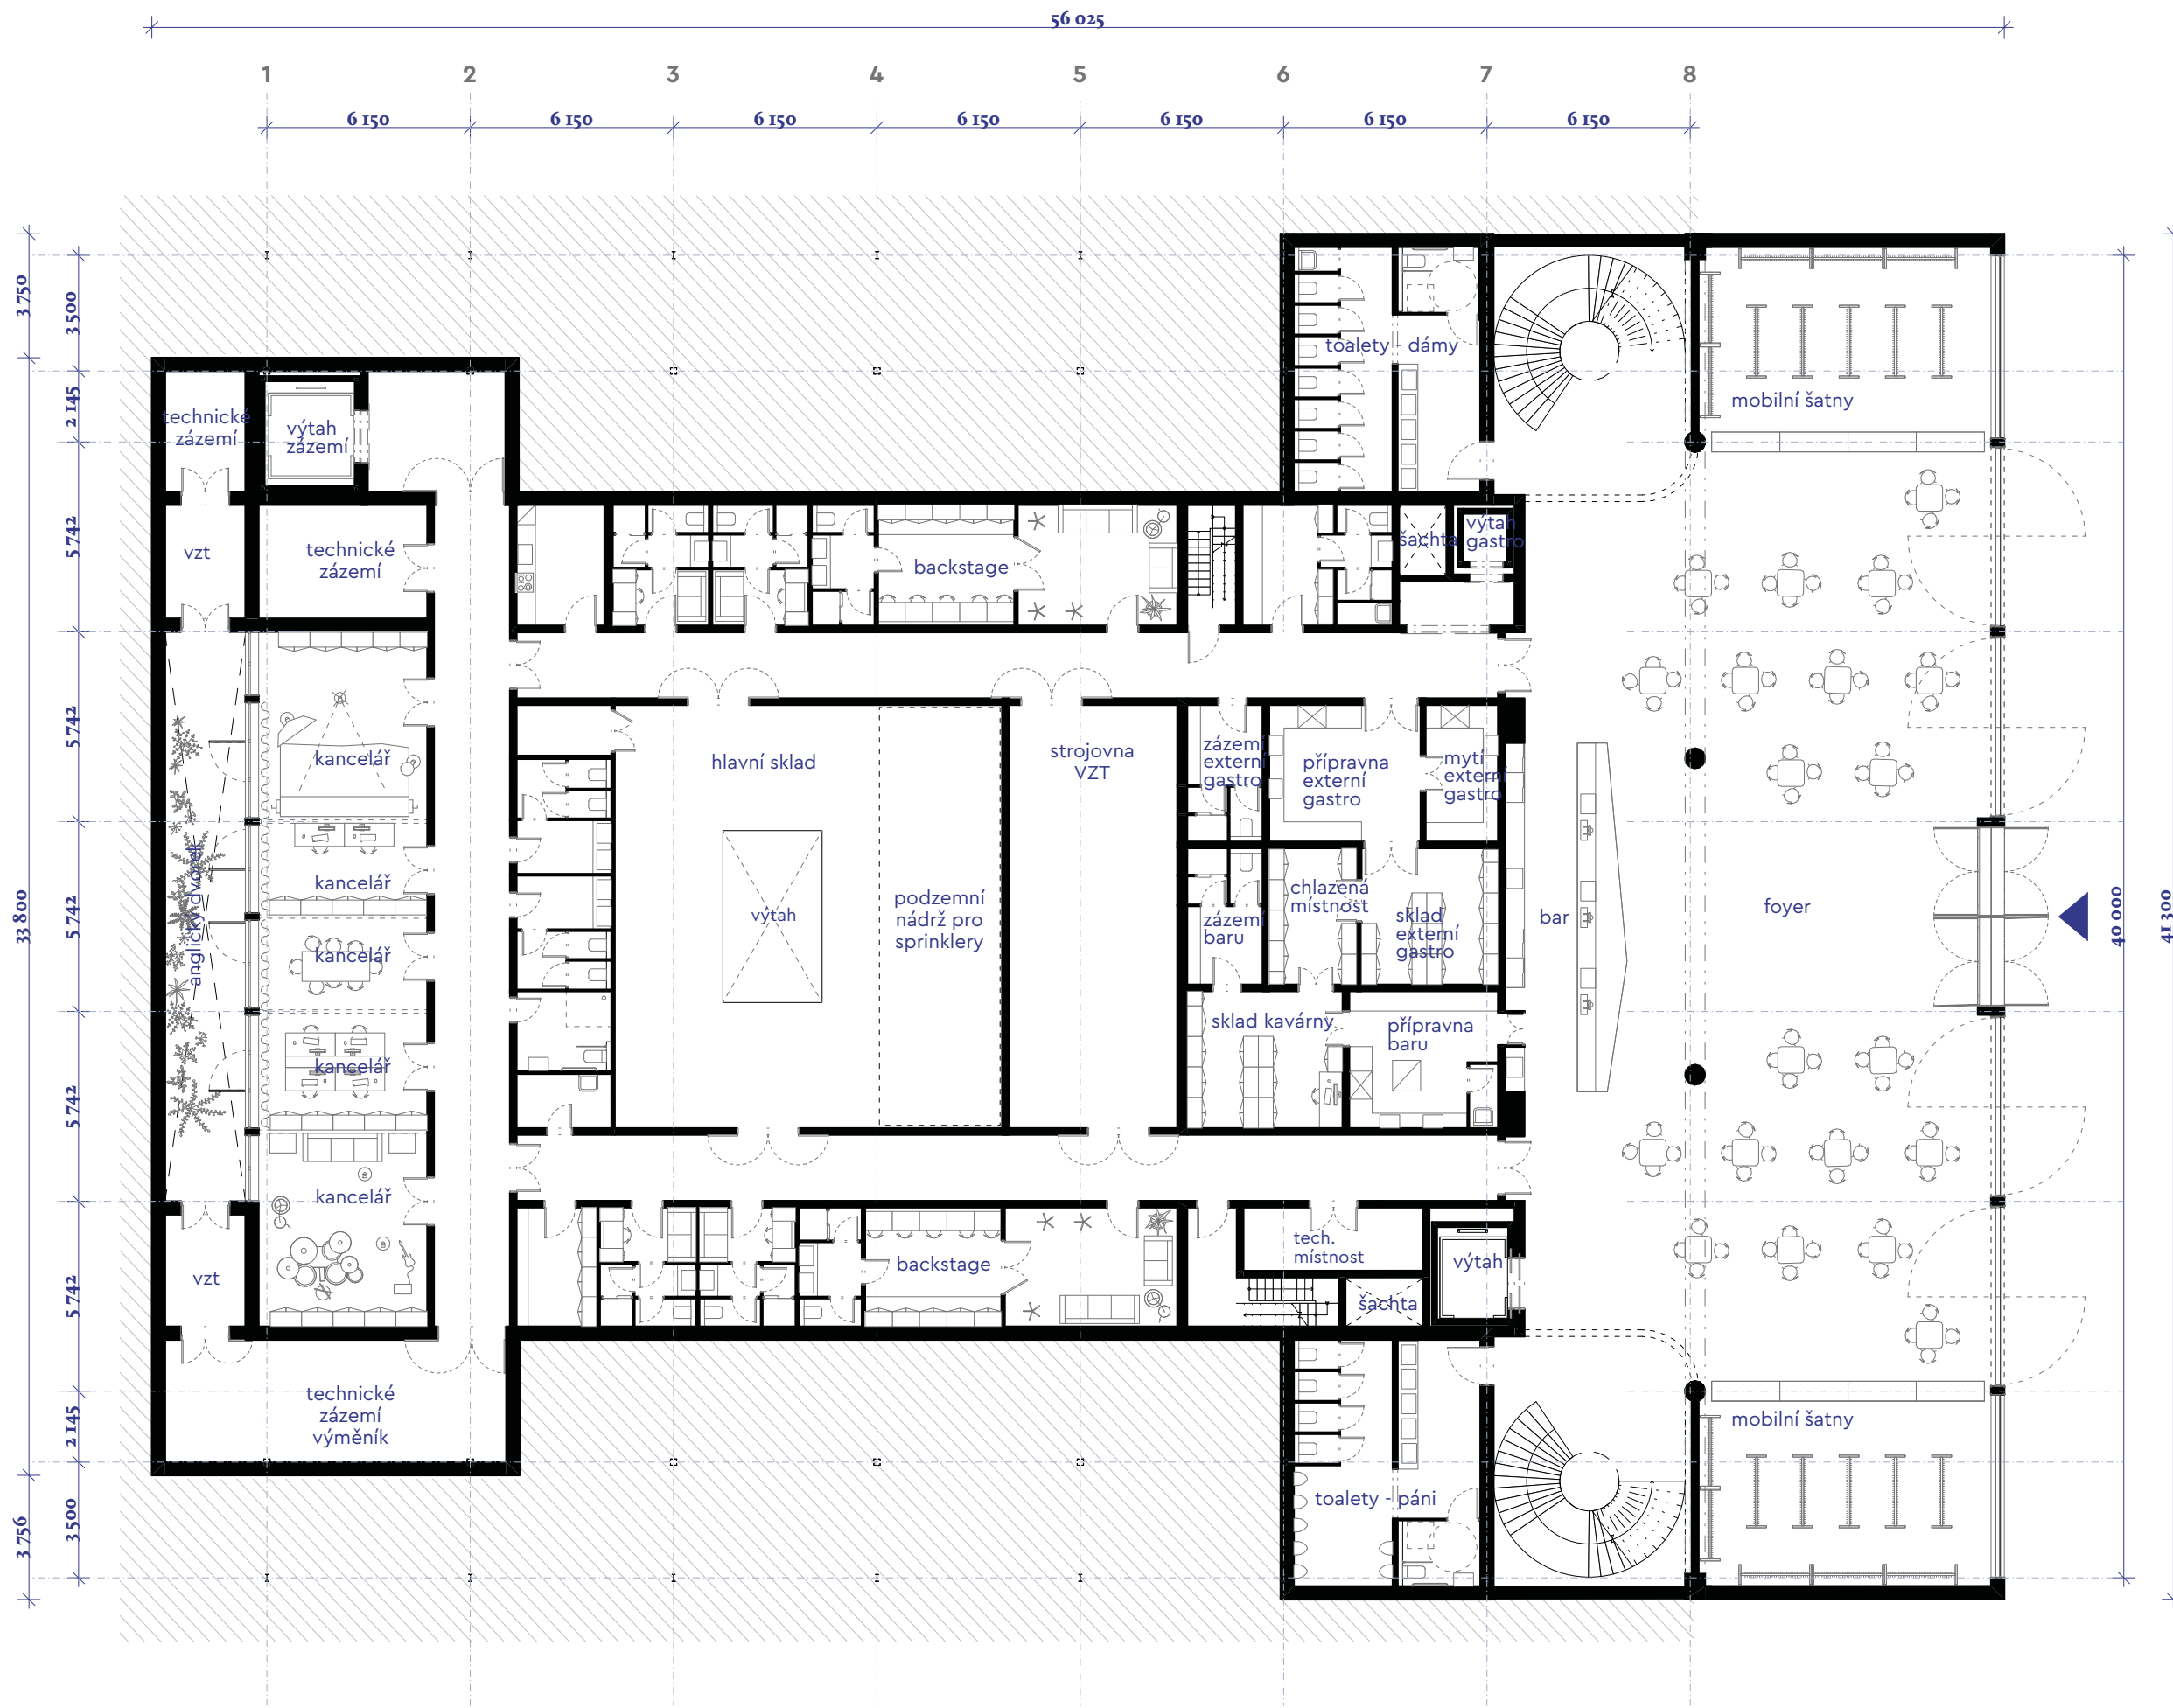 56 025
1 2 3 4 5 6 7 8
6 150 6 150 6 150 6 150 6 150 6 150 6 150
3 750
33 800
3 756
3 500
2 145
5 742
5 742
5 742
5 742
5 742
2 145
3 500
40 000
41 300
technické
zázemí
výtah
zázemí
vzt
technické
zázemí
anglický dvorek
kancelář
kancelář
kancelář
kancelář
kancelář
vzt
technické
zázemí
výměník
backstage
hlavní sklad
výtah
podzemní
nádrž pro
sprinklery
strojovna
VZT
backstage
toalety - dámy
šachta
výtah
gastro
zázemí
externí
gastro
přípravna
externí
gastro
mytí
externí
gastro
chlazená
místnost
sklad
externí
gastro
zázemí
baru
sklad kavárny
přípravna
baru
tech.
místnost
výtah
šachta
toalety - páni
mobilní šatny
bar
foyer
mobilní šatny